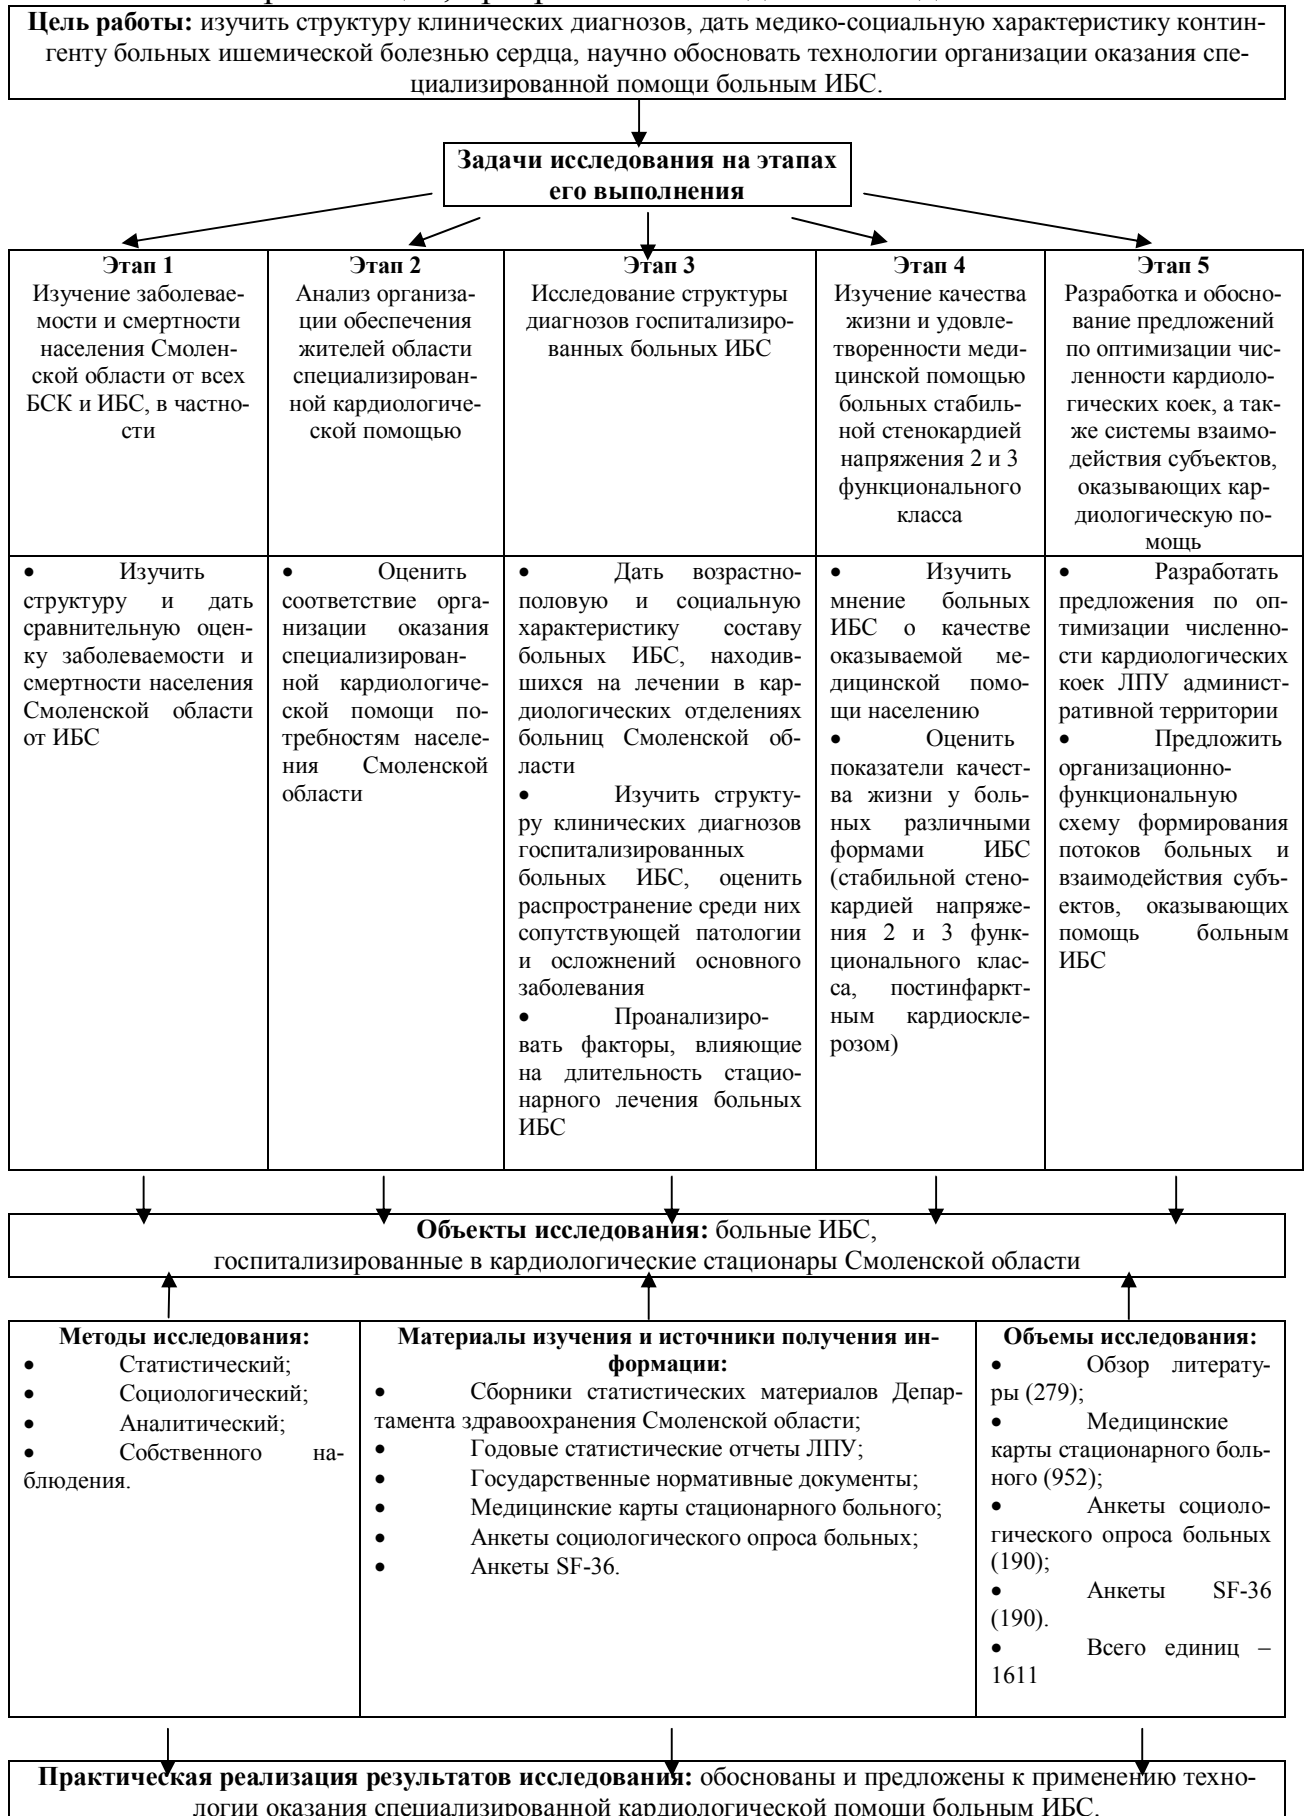 Цель работы: изучить структуру клинических диагнозов, дать медико-социальную характеристику контин-
генту больных ишемической болезнью сердца, научно обосновать технологии организации оказания спе-
циализированной помощи больным ИБС.
Задачи исследования на этапах
его выполнения
Этап 1
Изучение заболевае-
мости и смертности
населения Смолен-
ской области от всех
БСК и ИБС, в частно-
сти
Этап 2
Анализ организа-
ции обеспечения
жителей области
специализирован-
ной кардиологиче-
ской помощью
Этап 3
Исследование структуры
диагнозов госпитализиро-
ванных больных ИБС
Этап 4
Изучение качества
жизни и удовле-
творенности меди-
цинской помощью
больных стабиль-
ной стенокардией
напряжения 2 и 3
функционального
класса
Этап 5
Разработка и обосно-
вание предложений
по оптимизации чис-
ленности кардиоло-
гических коек, а так-
же системы взаимо-
действия субъектов,
оказывающих кар-
диологическую по-
мощь
• Изучить
структуру и дать
сравнительную оцен-
ку заболеваемости и
смертности населения
Смоленской области
от ИБС
• Оценить
соответствие орга-
низации оказания
специализирован-
ной кардиологиче-
ской помощи по-
требностям населе-
ния Смоленской
области
• Дать возрастно-
половую и социальную
характеристику составу
больных ИБС, находив-
шихся на лечении в кар-
диологических отделениях
больниц Смоленской об-
ласти
• Изучить структу-
ру клинических диагнозов
госпитализированных
больных ИБС, оценить
распространение среди них
сопутствующей патологии
и осложнений основного
заболевания
• Проанализиро-
вать факторы, влияющие
на длительность стацио-
нарного лечения больных
ИБС
• Изучить
мнение больных
ИБС о качестве
оказываемой ме-
дицинской помо-
щи населению
• Оценить
показатели качест-
ва жизни у боль-
ных различными
формами ИБС
(стабильной стено-
кардией напряже-
ния 2 и 3 функ-
ционального клас-
са, постинфаркт-
ным кардиоскле-
розом)
• Разработать
предложения по оп-
тимизации численно-
сти кардиологических
коек ЛПУ админист-
ративной территории
• Предложить
организационно-
функциональную
схему формирования
потоков больных и
взаимодействия субъ-
ектов, оказывающих
помощь больным
ИБС
Объекты исследования: больные ИБС,
госпитализированные в кардиологические стационары Смоленской области
Методы исследования:
• Статистический;
• Социологический;
• Аналитический;
• Собственного на-
блюдения.
Материалы изучения и источники получения ин-
формации:
• Сборники статистических материалов Депар-
тамента здравоохранения Смоленской области;
• Годовые статистические отчеты ЛПУ;
• Государственные нормативные документы;
• Медицинские карты стационарного больного;
• Анкеты социологического опроса больных;
• Анкеты SF-36.
Объемы исследования:
• Обзор литерату-
ры (279);
• Медицинские
карты стационарного боль-
ного (952);
• Анкеты социоло-
гического опроса больных
(190);
• Анкеты SF-36
(190).
• Всего единиц –
1611
Практическая реализация результатов исследования: обоснованы и предложены к применению техно-
логии оказания специализированной кардиологической помощи больным ИБС.